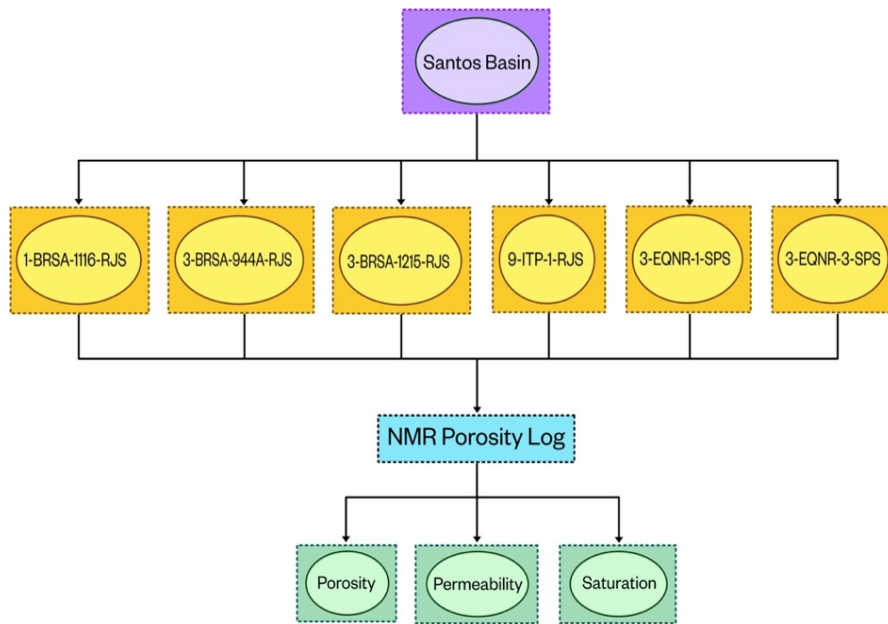 Santos Basin
1-BRSA-1116-RJS
3-BRSA-944A-RJS
3-BRSA-1215-RJS
9-ITP-1-RJS
3-EQNR-1-SPS
3-EQNR-3-SPS
NMR Porosity Log
Porosity
Permeability
Saturation